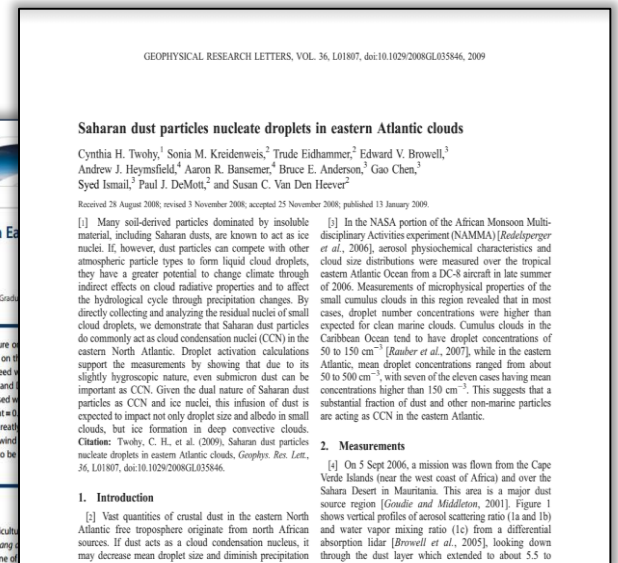 GEOPHYSICAL RESEARCH LETTERS, VOL. 36, L01807, doi:10.1029/2008GL035846, 2009
Saharan dust particles nucleate droplets in eastern Atlantic clouds
Cynthia H. Twohy,1 Sonia M. Kreidenweis,2 Trude Eidhammer,2 Edward V. Browell,3
Andrew J. Heymsfield,4 Aaron R. Bansemer,4 Bruce E. Anderson,3 Gao Chen,3
Syed Ismail,3 Paul J. DeMott,2 and Susan C. Van Den Heever2
Received 28 August 2008; revised 3 November 2008; accepted 25 November 2008; published 13 January 2009.
[1] Many soil-derived particles dominated by insoluble
material, including Saharan dusts, are known to act as ice
nuclei. If, however, dust particles can compete with other
atmospheric particle types to form liquid cloud droplets,
they have a greater potential to change climate through
indirect effects on cloud radiative properties and to affect
the hydrological cycle through precipitation changes. By
directly collecting and analyzing the residual nuclei of small
cloud droplets, we demonstrate that Saharan dust particles
do commonly act as cloud condensation nuclei (CCN) in the
eastern North Atlantic. Droplet activation calculations
support the measurements by showing that due to its
slightly hygroscopic nature, even submicron dust can be
important as CCN. Given the dual nature of Saharan dust
particles as CCN and ice nuclei, this infusion of dust is
expected to impact not only droplet size and albedo in small
clouds, but ice formation in deep convective clouds.
Citation: Twohy, C. H., et al. (2009), Saharan dust particles
nucleate droplets in eastern Atlantic clouds, Geophys. Res. Lett.,
36, L01807, doi:10.1029/2008GL035846.
1. Introduction
[2] Vast quantities of crustal dust in the eastern North
Atlantic free troposphere originate from north African
sources. If dust acts as a cloud condensation nucleus, it
may decrease mean droplet size and diminish precipitation
[3] In the NASA portion of the African Monsoon Multi-
disciplinary Activities experiment (NAMMA) [Redelsperger
et al., 2006], aerosol physiochemical characteristics and
cloud size distributions were measured over the tropical
eastern Atlantic Ocean from a DC-8 aircraft in late summer
of 2006. Measurements of microphysical properties of the
small cumulus clouds in this region revealed that in most
cases, droplet number concentrations were higher than
expected for clean marine clouds. Cumulus clouds in the
Caribbean Ocean tend to have droplet concentrations of
50 to 150 cm−3 [Rauber et al., 2007], while in the eastern
Atlantic, mean droplet concentrations ranged from about
50 to 500 cm−3, with seven of the eleven cases having mean
concentrations higher than 150 cm−3. This suggests that a
substantial fraction of dust and other non-marine particles
are acting as CCN in the eastern Atlantic.
2. Measurements
[4] On 5 Sept 2006, a mission was flown from the Cape
Verde Islands (near the west coast of Africa) and over the
Sahara Desert in Mauritania. This area is a major dust
source region [Goudie and Middleton, 2001]. Figure 1
shows vertical profiles of aerosol scattering ratio (1a and 1b)
and water vapor mixing ratio (1c) from a differential
absorption lidar [Browell et al., 2005], looking down
through the dust layer which extended to about 5.5 to